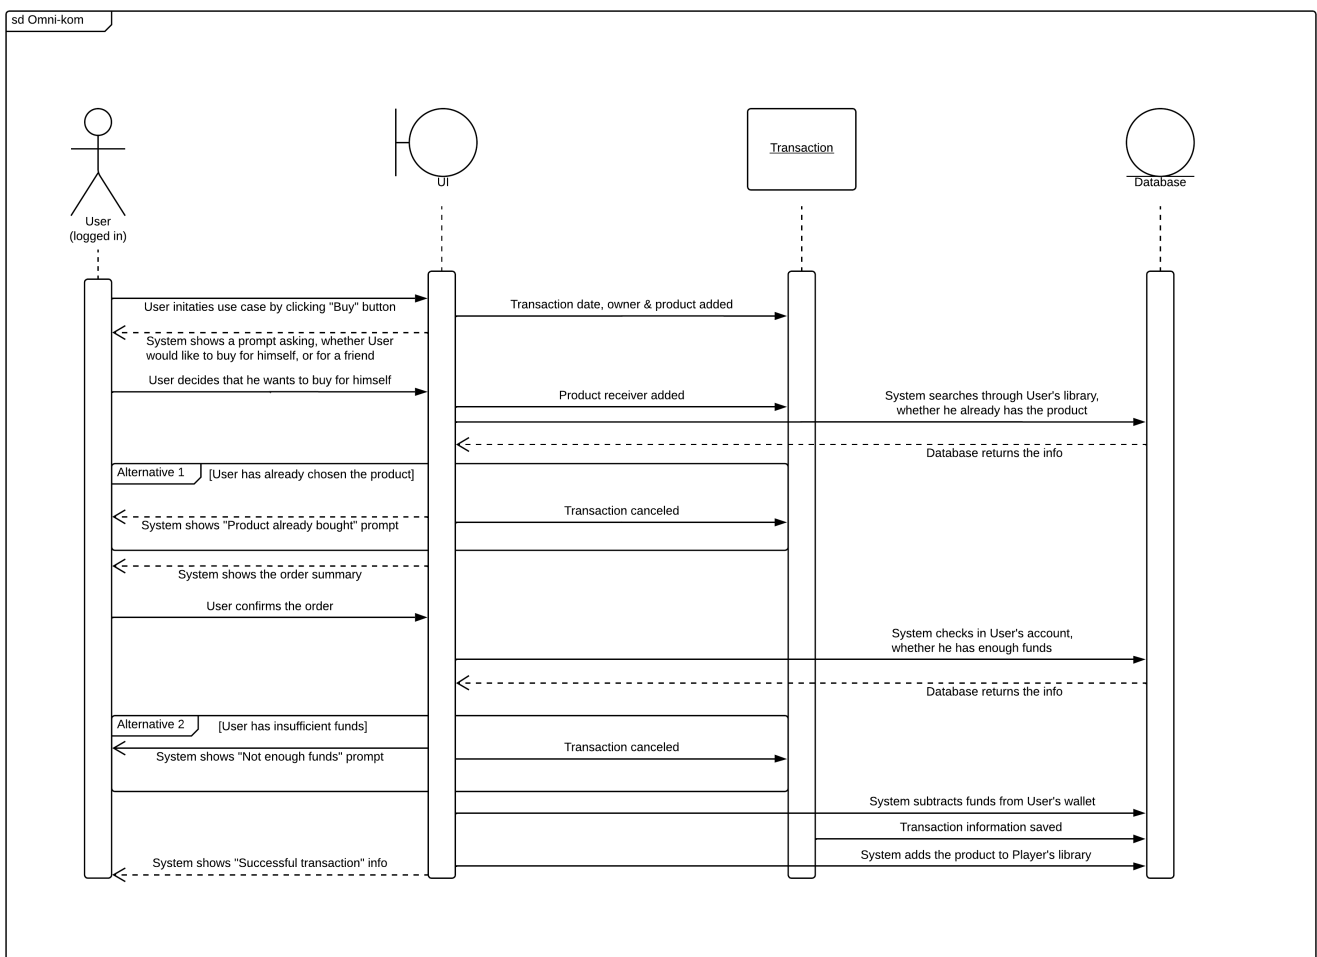 sd Omni-kom
Transaction
UI
Database
User
(logged in)
User initaties use case by clicking "Buy" button
Transaction date, owner & product added
System shows a prompt asking, whether User
would like to buy for himself, or for a friend
User decides that he wants to buy for himself
Product receiver added
System searches through User's library,
whether he already has the product
Database returns the info
Alternative 1
[User has already chosen the product]
Transaction canceled
System shows "Product already bought" prompt
System shows the order summary
User confirms the order
System checks in User's account,
whether he has enough funds
Database returns the info
Alternative 2
[User has insufficient funds]
Transaction canceled
System shows "Not enough funds" prompt
System subtracts funds from User's wallet
Transaction information saved
System adds the product to Player's library
System shows "Successful transaction" info